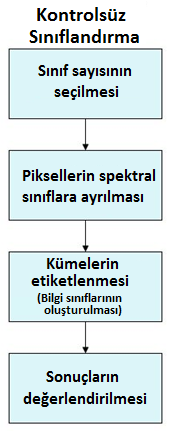 Kontrolsüz
Sınıflandırma
Sınıf sayısının
seçilmesi
Piksellerin spektral
sınıflara ayrılması
Kümelerin
etiketlenmesi
(Bilgi sınıflarının
oluşturulması)
Sonuçların
değerlendirilmesi